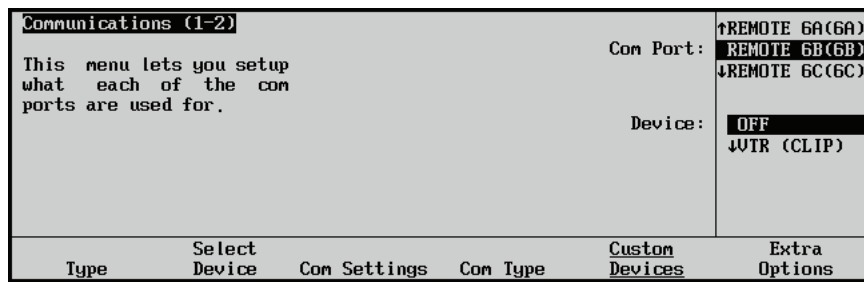 Communications (1-2)
This menu lets you setup
what each of the com
ports are used for.
Com Port:
↑REMOTE 6A(6A)
REMOTE 6B(6B)
↓REMOTE 6C(6C)
Device:
OFF
↓VTR (CLIP)
Type
Select
Device
Com Settings
Com Type
Custom
Devices
Extra
Options